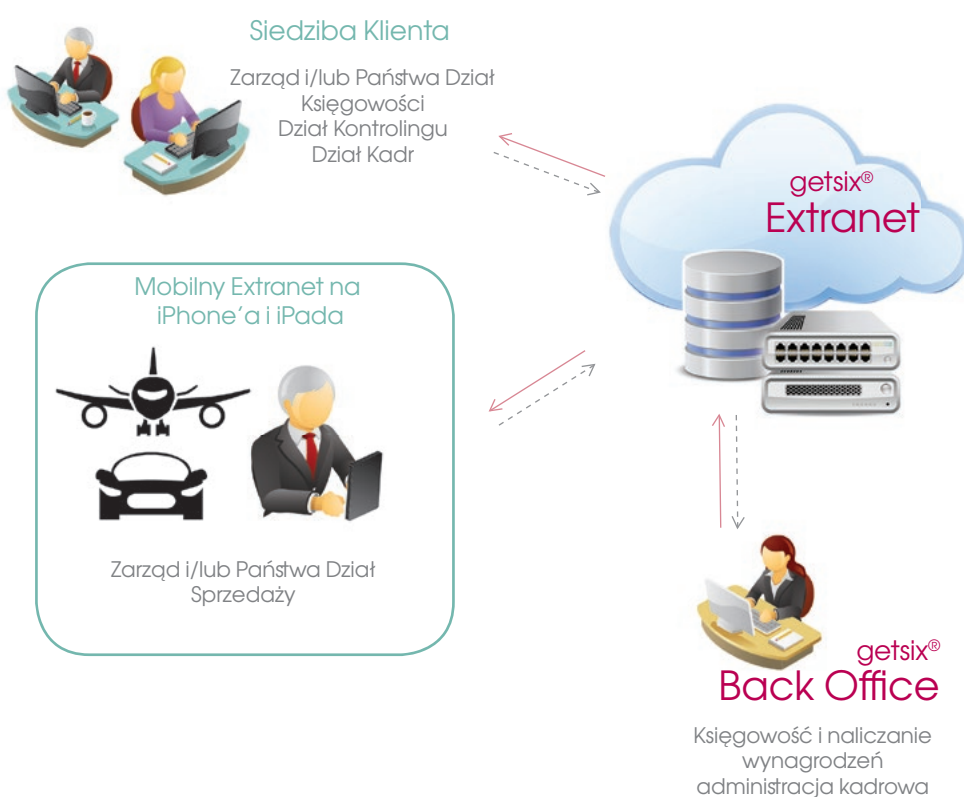 Siedziba Klienta
Zarząd i/lub Państwa Dział
Księgowości
Dział Kontrolingu
Dział Kadr
getsix®
Extranet
Mobilny Extranet na
iPhone´a i iPada
Zarząd i/lub Państwa Dział
Sprzedaży
getsix®
Back Office
Księgowość i naliczanie
wynagrodzeń
administracja kadrowa